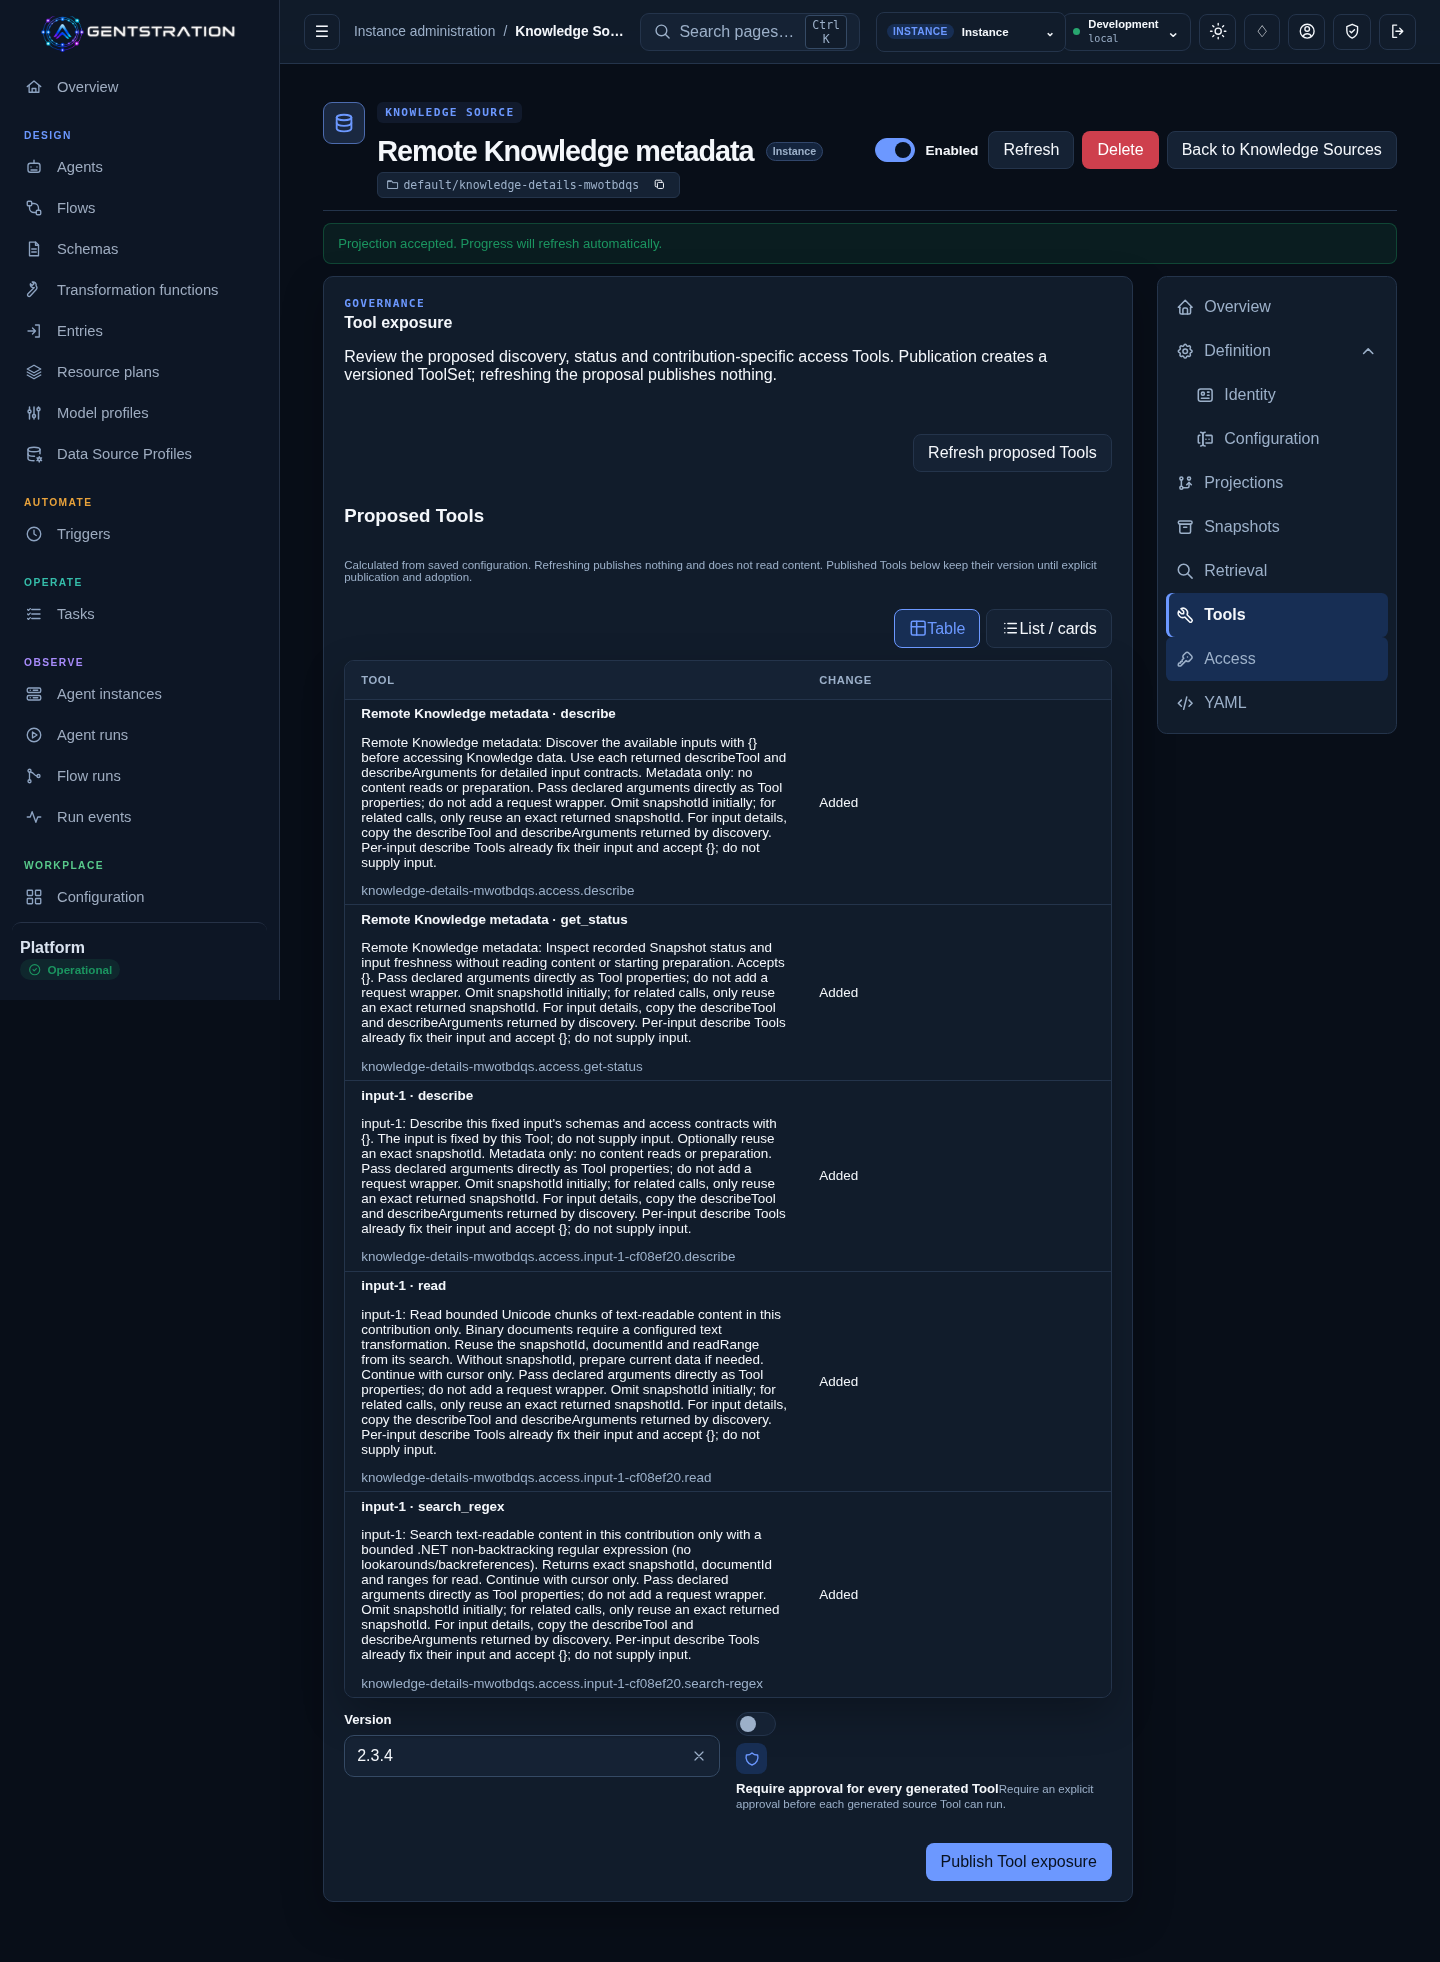 GENTSTRATION
Overview
DESIGN
Agents
Flows
Schemas
Transformation functions
Entries
Resource plans
Model profiles
Data Source Profiles
AUTOMATE
Triggers
OPERATE
Tasks
OBSERVE
Agent instances
Agent runs
Flow runs
Run events
WORKPLACE
Configuration
Platform
Operational
Instance administration / Knowledge So…
Search pages…
Ctrl K
INSTANCE Instance
Development
local
KNOWLEDGE SOURCE
Remote Knowledge metadata Instance
default/knowledge-details-mwotbdqs
Enabled
Refresh
Delete
Back to Knowledge Sources
Projection accepted. Progress will refresh automatically.
GOVERNANCE
Tool exposure
Review the proposed discovery, status and contribution-specific access Tools. Publication creates a
versioned ToolSet; refreshing the proposal publishes nothing.
Refresh proposed Tools
Proposed Tools
Calculated from saved configuration. Refreshing publishes nothing and does not read content. Published Tools below keep their version until explicit
publication and adoption.
Table
List / cards
TOOL CHANGE
Remote Knowledge metadata · describe
Remote Knowledge metadata: Discover the available inputs with {}
before accessing Knowledge data. Use each returned describeTool and
describeArguments for detailed input contracts. Metadata only: no
content reads or preparation. Pass declared arguments directly as Tool
properties; do not add a request wrapper. Omit snapshotId initially; for
related calls, only reuse an exact returned snapshotId. For input details,
copy the describeTool and describeArguments returned by discovery.
Per-input describe Tools already fix their input and accept {}; do not
supply input.
knowledge-details-mwotbdqs.access.describe
Added
Remote Knowledge metadata · get_status
Remote Knowledge metadata: Inspect recorded Snapshot status and
input freshness without reading content or starting preparation. Accepts
{}. Pass declared arguments directly as Tool properties; do not add a
request wrapper. Omit snapshotId initially; for related calls, only reuse
an exact returned snapshotId. For input details, copy the describeTool
and describeArguments returned by discovery. Per-input describe Tools
already fix their input and accept {}; do not supply input.
knowledge-details-mwotbdqs.access.get-status
Added
input-1 · describe
input-1: Describe this fixed input's schemas and access contracts with
{}. The input is fixed by this Tool; do not supply input. Optionally reuse
an exact snapshotId. Metadata only: no content reads or preparation.
Pass declared arguments directly as Tool properties; do not add a
request wrapper. Omit snapshotId initially; for related calls, only reuse
an exact returned snapshotId. For input details, copy the describeTool
and describeArguments returned by discovery. Per-input describe Tools
already fix their input and accept {}; do not supply input.
knowledge-details-mwotbdqs.access.input-1-cf08ef20.describe
Added
input-1 · read
input-1: Read bounded Unicode chunks of text-readable content in this
contribution only. Binary documents require a configured text
transformation. Reuse the snapshotId, documentId and readRange
from its search. Without snapshotId, prepare current data if needed.
Continue with cursor only. Pass declared arguments directly as Tool
properties; do not add a request wrapper. Omit snapshotId initially; for
related calls, only reuse an exact returned snapshotId. For input details,
copy the describeTool and describeArguments returned by discovery.
Per-input describe Tools already fix their input and accept {}; do not
supply input.
knowledge-details-mwotbdqs.access.input-1-cf08ef20.read
Added
input-1 · search_regex
input-1: Search text-readable content in this contribution only with a
bounded .NET non-backtracking regular expression (no
lookarounds/backreferences). Returns exact snapshotId, documentId
and ranges for read. Continue with cursor only. Pass declared
arguments directly as Tool properties; do not add a request wrapper.
Omit snapshotId initially; for related calls, only reuse an exact returned
snapshotId. For input details, copy the describeTool and
describeArguments returned by discovery. Per-input describe Tools
already fix their input and accept {}; do not supply input.
knowledge-details-mwotbdqs.access.input-1-cf08ef20.search-regex
Added
Version
2.3.4
Require approval for every generated ToolRequire an explicit
approval before each generated source Tool can run.
Publish Tool exposure
Overview
Definition
Identity
Configuration
Projections
Snapshots
Retrieval
Tools
Access
YAML